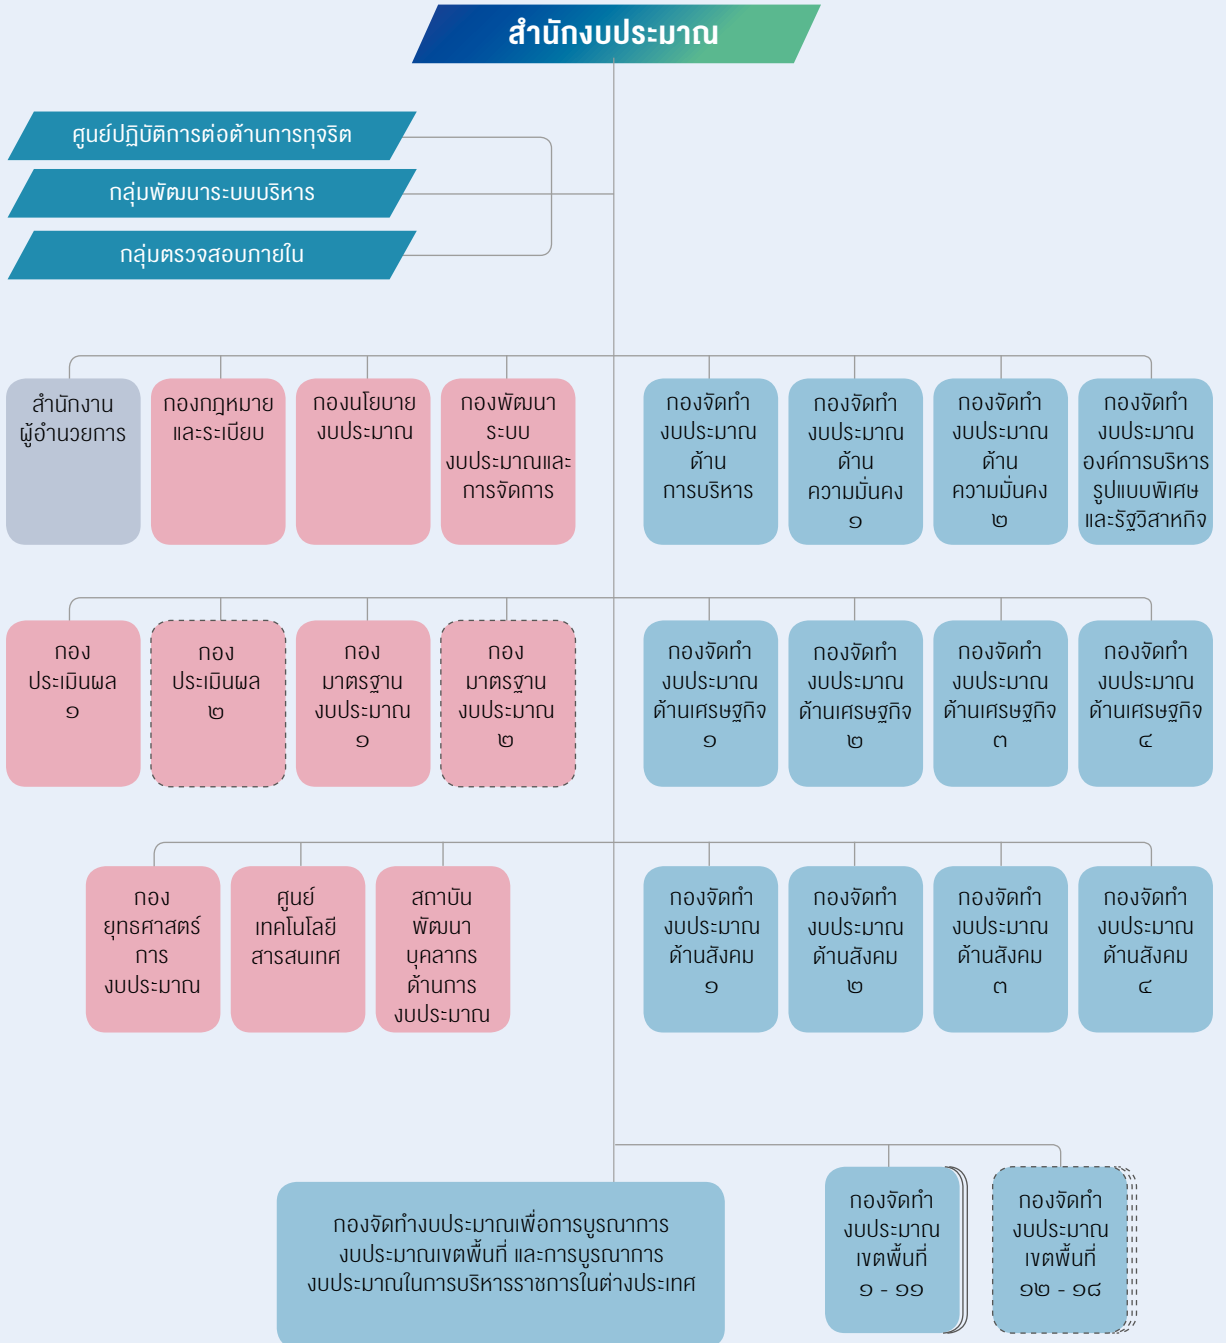 สำนักงบประมาณ
ศูนย์ปฏิบัติการต่อต้านการทุจริต
กลุ่มพัฒนาระบบบริหาร
กลุ่มตรวจสอบภายใน
สำนักงาน
ผู้อำนวยการ
กองกฎหมาย
และระเบียบ
กองนโยบาย
งบประมาณ
กองพัฒนา
ระบบ
งบประมาณและ
การจัดการ
กองจัดทำ
งบประมาณ
ด้าน
การบริหาร
กองจัดทำ
งบประมาณ
ด้าน
ความมั่นคง
๑
กองจัดทำ
งบประมาณ
ด้าน
ความมั่นคง
๒
กองจัดทำ
งบประมาณ
องค์การบริหาร
รูปแบบพิเศษ
และรัฐวิสาหกิจ
กอง
ประเมินผล
๑
กอง
ประเมินผล
๒
กอง
มาตรฐาน
งบประมาณ
๑
กอง
มาตรฐาน
งบประมาณ
๒
กองจัดทำ
งบประมาณ
ด้านเศรษฐกิจ
๑
กองจัดทำ
งบประมาณ
ด้านเศรษฐกิจ
๒
กองจัดทำ
งบประมาณ
ด้านเศรษฐกิจ
๓
กองจัดทำ
งบประมาณ
ด้านเศรษฐกิจ
๔
กอง
ยุทธศาสตร์
การ
งบประมาณ
ศูนย์
เทคโนโลยี
สารสนเทศ
สถาบัน
พัฒนา
บุคลากร
ด้านการ
งบประมาณ
กองจัดทำ
งบประมาณ
ด้านสังคม
๑
กองจัดทำ
งบประมาณ
ด้านสังคม
๒
กองจัดทำ
งบประมาณ
ด้านสังคม
๓
กองจัดทำ
งบประมาณ
ด้านสังคม
๔
กองจัดทำงบประมาณเพื่อการบูรณาการ
งบประมาณเขตพื้นที่ และการบูรณาการ
งบประมาณในการบริหารราชการในต่างประเทศ
กองจัดทำ
งบประมาณ
เขตพื้นที่
๑ - ๑๑
กองจัดทำ
งบประมาณ
เขตพื้นที่
๑๒ - ๑๘